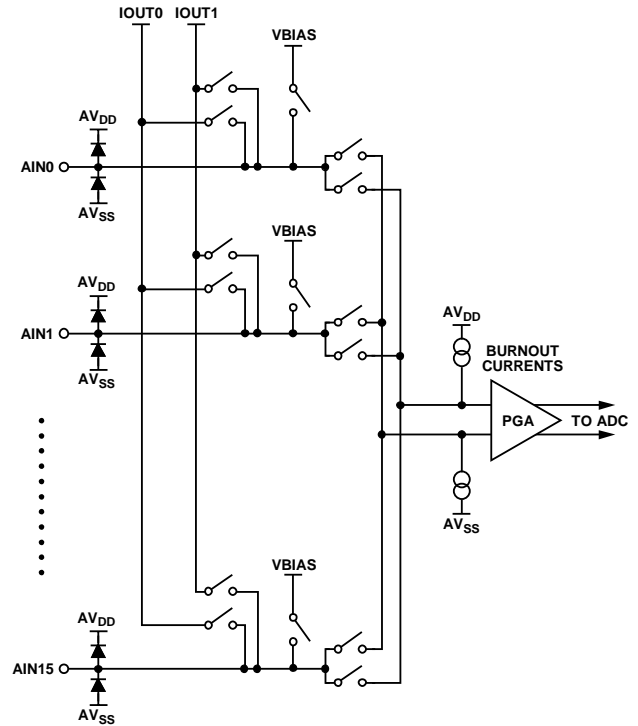 IOUT0 IOUT1
VBIAS
AVDD
AIN0
AVSS
VBIAS
AVDD
AIN1
AVSS
AVDD
BURNOUT
CURRENTS
PGA
TO ADC
AVSS
VBIAS
AVDD
AIN15
AVSS